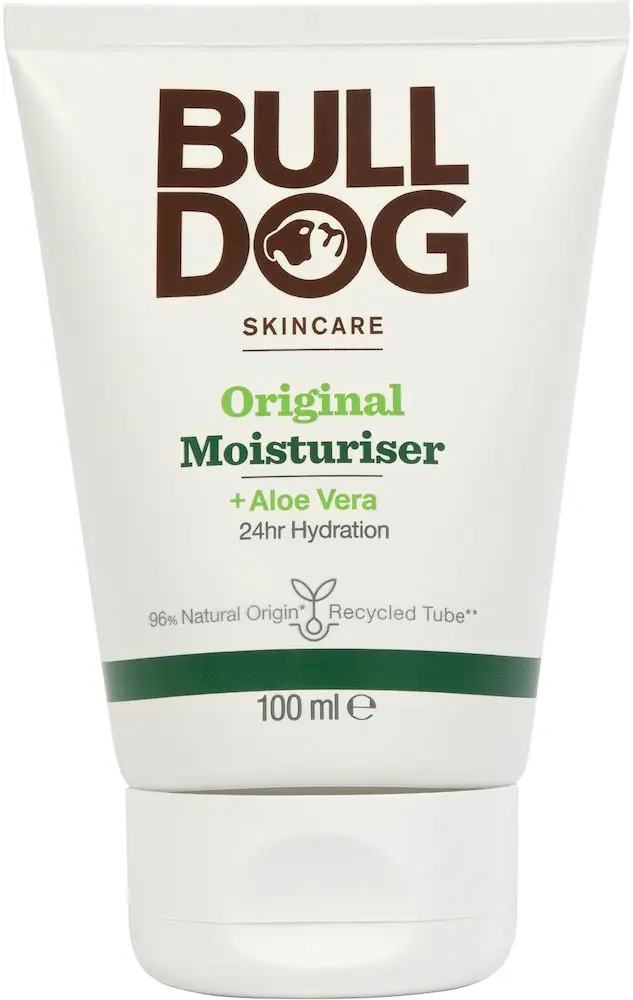 BULL
DOG
SKINCARE
Original
Moisturiser
+ Aloe Vera
24hr Hydration
96% Natural Origin* Recycled Tube**
100 ml ℮